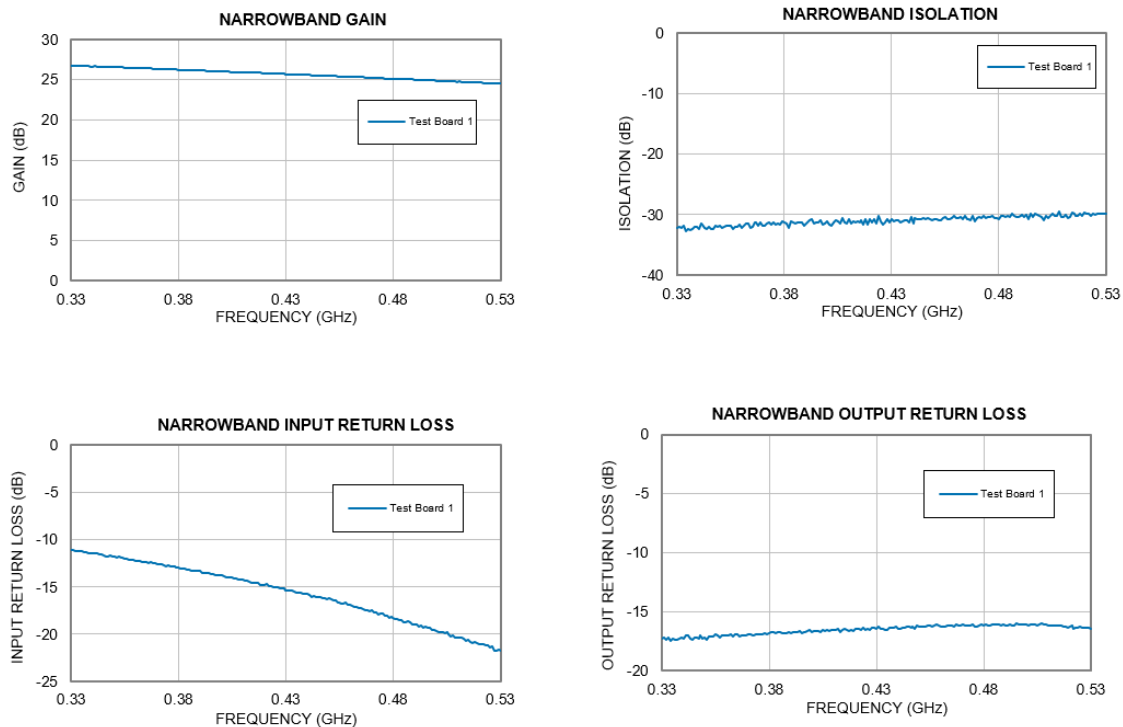 NARROWBAND GAIN
30
25
20
15
10
5
0
GAIN (dB)
Test Board 1
0.33 0.38 0.43 0.48 0.53
FREQUENCY (GHz)
NARROWBAND ISOLATION
0
-10
-20
-30
-40
ISOLATION (dB)
Test Board 1
0.33 0.38 0.43 0.48 0.53
FREQUENCY (GHz)
NARROWBAND INPUT RETURN LOSS
0
-5
-10
-15
-20
-25
INPUT RETURN LOSS (dB)
Test Board 1
0.33 0.38 0.43 0.48 0.53
FREQUENCY (GHz)
NARROWBAND OUTPUT RETURN LOSS
0
-5
-10
-15
-20
OUTPUT RETURN LOSS (dB)
Test Board 1
0.33 0.38 0.43 0.48 0.53
FREQUENCY (GHz)